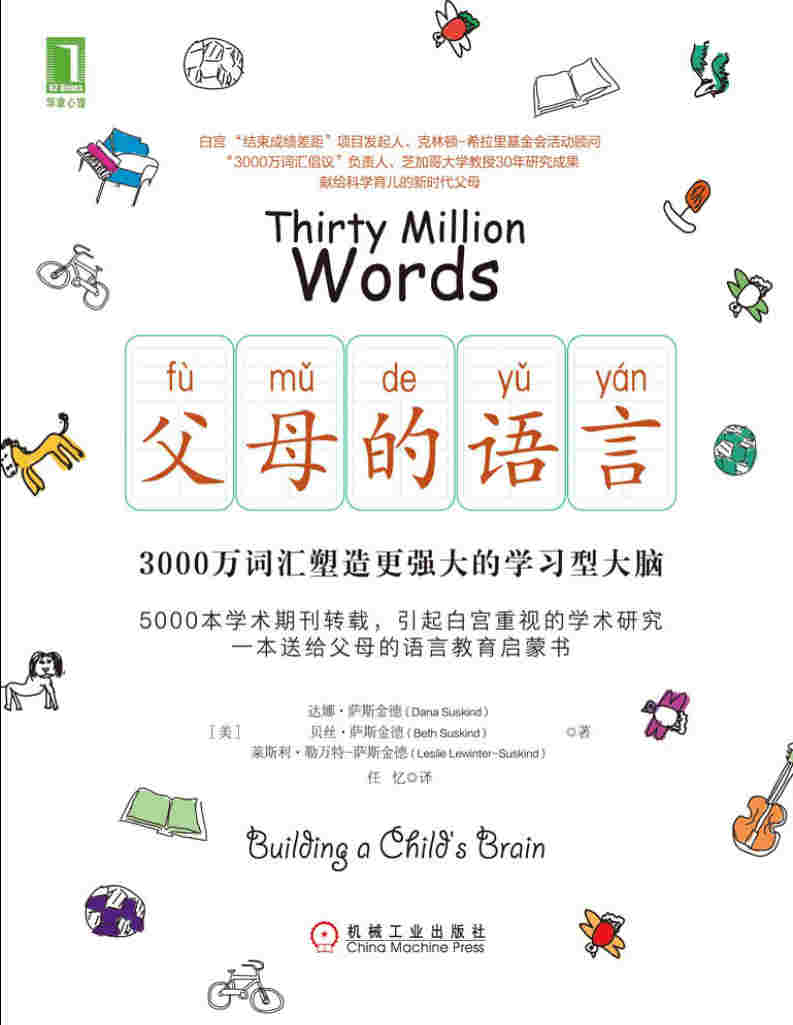 HZ Books
华章心理
白宫“结束成绩差距”项目发起人、克林顿-希拉里基金会活动顾问
“3000万词汇倡议”负责人、芝加哥大学教授30年研究成果
献给科学育儿的新时代父母
Thirty Million
Words
fù mǔ de yǔ yán
父母的语言
3000万词汇塑造更强大的学习型大脑
5000本学术期刊转载，引起白宫重视的学术研究
一本送给父母的语言教育启蒙书
达娜·萨斯金德（Dana Suskind）
［美］ 贝丝·萨斯金德（Beth Suskind） ◎著
莱斯利·勒万特-萨斯金德（Leslie Lewinter-Suskind）
任 忆◎译
Building a Child's Brain
机械工业出版社
China Machine Press